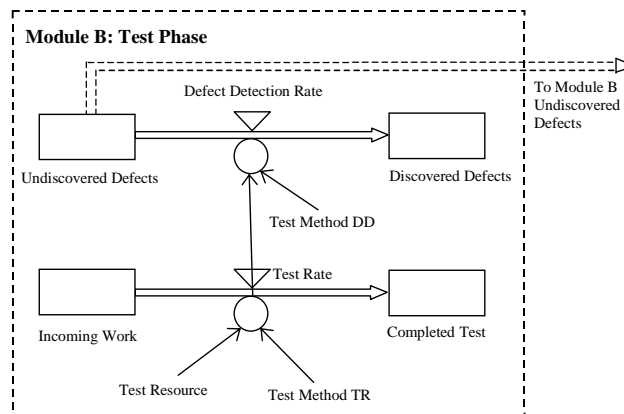 Module B: Test Phase
Defect Detection Rate
To Module B
Undiscovered
Defects
Undiscovered Defects
Discovered Defects
Test Method DD
Test Rate
Incoming Work
Completed Test
Test Resource
Test Method TR